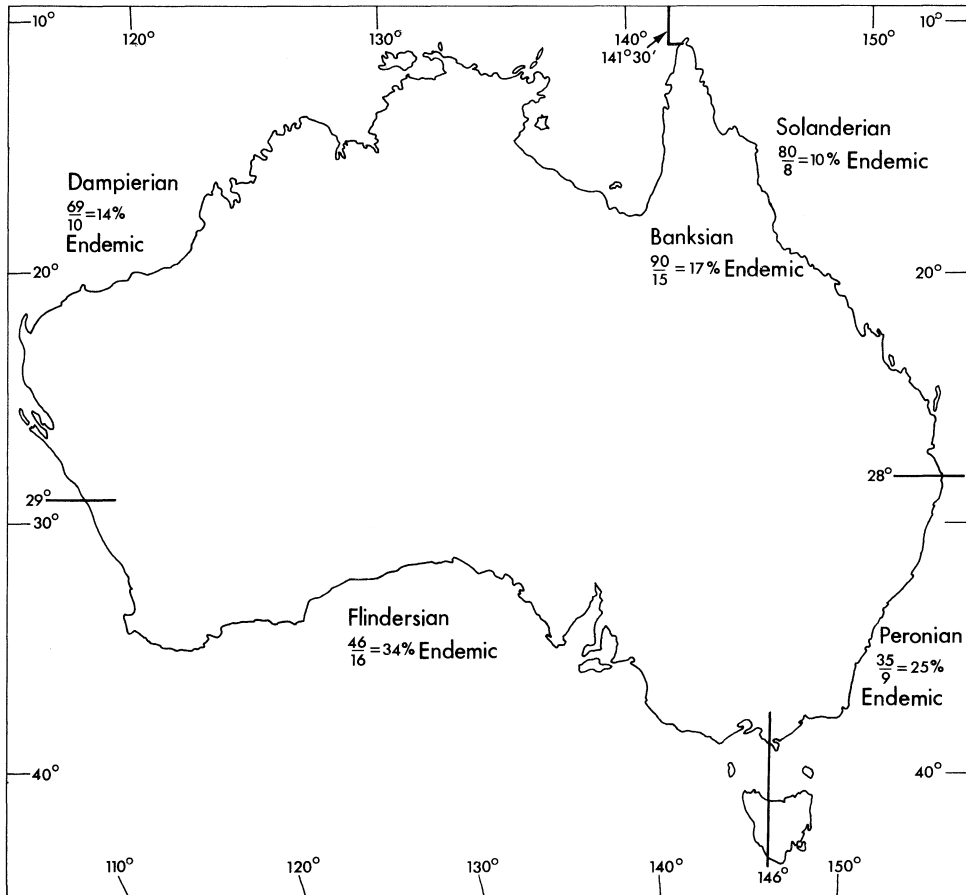 10°
120°
130°
140°
150°
10°
141°30′
Solanderian
80/8=10% Endemic
Dampierian
69/10=14%
Endemic
Banksian
90/15=17% Endemic
20°
20°
28°
29°
30°
Flindersian
46/16=34% Endemic
Peronian
35/9=25%
Endemic
40°
40°
110°
120°
130°
140°
146°
150°